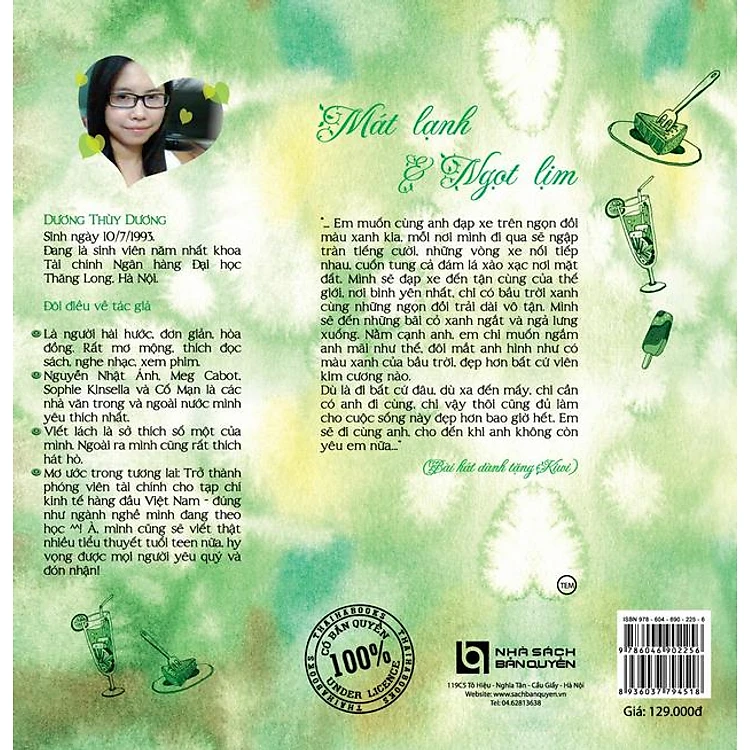 DƯƠNG THÙY DƯƠNG
Sinh ngày 10/7/1993.
Đang là sinh viên năm nhất khoa
Tài chính Ngân hàng Đại học
Thăng Long, Hà Nội.
Đôi điều về tác giả
Là người hài hước, đơn giản, hòa
đồng. Rất mơ mộng, thích đọc
sách, nghe nhạc, xem phim.
Nguyễn Nhật Ánh, Meg Cabot,
Sophie Kinsella và Cố Mạn là các
nhà văn trong và ngoài nước mình
yêu thích nhất.
Viết lách là sở thích số một của
mình. Ngoài ra mình cũng rất thích
hát hò.
Mơ ước trong tương lai: Trở thành
phóng viên tài chính cho tạp chí
kinh tế hàng đầu Việt Nam - đúng
như ngành nghề mình đang theo
học ^^! À, mình cũng sẽ viết thật
nhiều tiểu thuyết tuổi teen nữa, hy
vọng được mọi người yêu quý và
đón nhận!
Mát lạnh
& Ngọt lịm
"... Em muốn cùng anh đạp xe trên ngọn đồi
màu xanh kia, mỗi nơi mình đi qua sẽ ngập
tràn tiếng cười, những vòng xe nối tiếp
nhau, cuốn tung cả đám lá xào xạc nơi mặt
đất. Mình sẽ đạp xe đến tận cùng của thế
giới, nơi bình yên nhất, chỉ có bầu trời xanh
cùng những ngọn đồi trải dài vô tận. Mình
sẽ đến những bãi cỏ xanh ngắt và ngả lưng
xuống. Nằm cạnh anh, em chỉ muốn ngắm
anh mãi như thế, đôi mắt anh hình như có
màu xanh của bầu trời, đẹp hơn bất cứ viên
kim cương nào.
Dù là đi bất cứ đâu, dù xa đến mấy, chỉ cần
có anh đi cùng, chỉ vậy thôi cũng đủ làm
cho cuộc sống này đẹp hơn bao giờ hết. Em
sẽ đi cùng anh, cho đến khi anh không còn
yêu em nữa..."
(Bài hát dành tặng Kiwi)
TEM
THAIHABOOKS
CÓ BẢN QUYỀN
100%
UNDER LICENCE
THAIHABOOKS
NHÀ SÁCH
BẢN QUYỀN
119C5 Tô Hiệu - Nghĩa Tân - Cầu Giấy - Hà Nội
Website: www.sachbanquyen.vn
Tel: 04.62813638
ISBN 978 - 604 - 690 - 225 - 6
9786046902256
8936037794518
Giá: 129.000đ